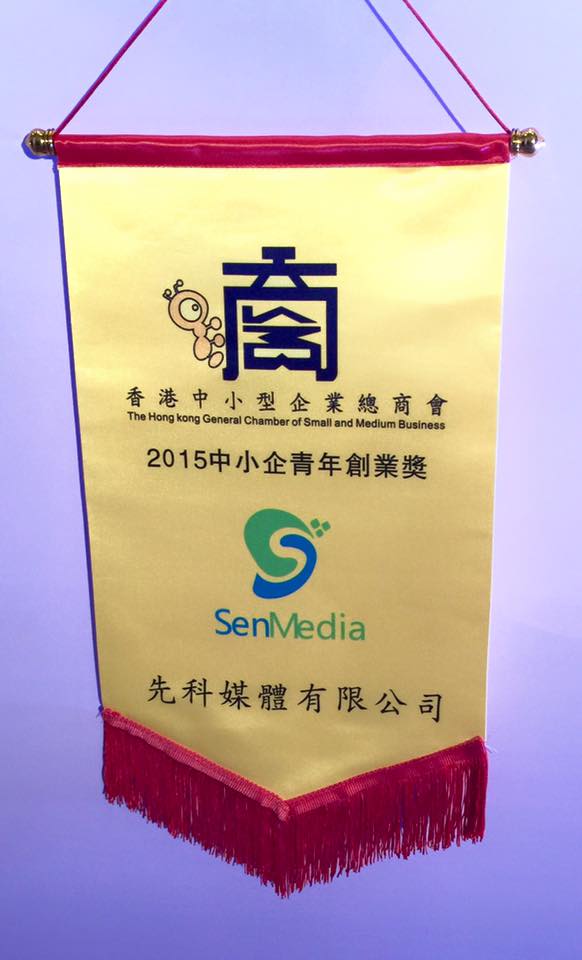 商
香港中小型企業總商會
The Hong kong General Chamber of Small and Medium Business
2015中小企青年創業獎
SenMedia
先科媒體有限公司